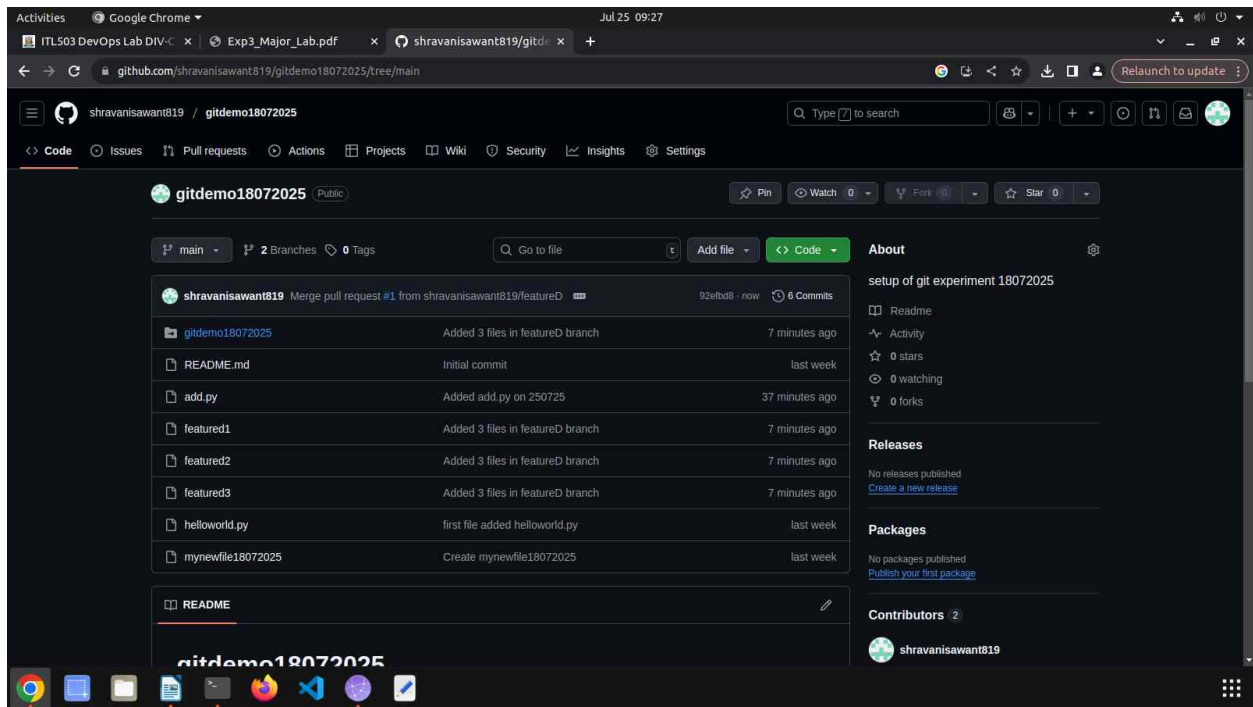 Activities Google Chrome Jul 25 09:27
ITL503 DevOps Lab DIV-C Exp3_Major_Lab.pdf shravanisawant819/gitde
github.com/shravanisawant819/gitdemo18072025/tree/main Relaunch to update
shravanisawant819 / gitdemo18072025 Type / to search
Code Issues Pull requests Actions Projects Wiki Security Insights Settings
gitdemo18072025 Public Pin Watch 0 Fork 0 Star 0
main 2 Branches 0 Tags Go to file t Add file Code
About
setup of git experiment 18072025
shravanisawant819 Merge pull request #1 from shravanisawant819/featureD 92efbd8 · now 6 Commits
gitdemo18072025 Added 3 files in featureD branch 7 minutes ago
README.md Initial commit last week
add.py Added add.py on 250725 37 minutes ago
featured1 Added 3 files in featureD branch 7 minutes ago
featured2 Added 3 files in featureD branch 7 minutes ago
featured3 Added 3 files in featureD branch 7 minutes ago
helloworld.py first file added helloworld.py last week
mynewfile18072025 Create mynewfile18072025 last week
Readme
Activity
0 stars
0 watching
0 forks
Releases
No releases published
Create a new release
Packages
No packages published
Publish your first package
Contributors 2
shravanisawant819
README
gitdemo18072025